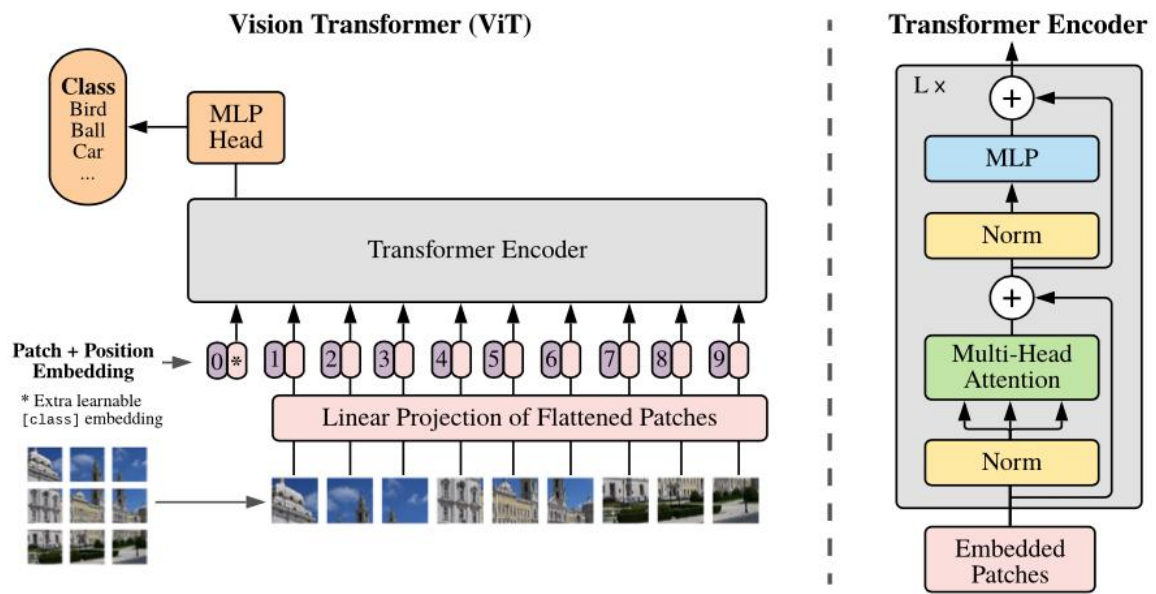 Vision Transformer (ViT)
Class
Bird
Ball
Car
...
MLP
Head
Transformer Encoder
Patch + Position
Embedding
0 * 1 2 3 4 5 6 7 8 9
* Extra learnable
[class] embedding
Linear Projection of Flattened Patches
Transformer Encoder
L x
+
MLP
Norm
+
Multi-Head
Attention
Norm
Embedded
Patches